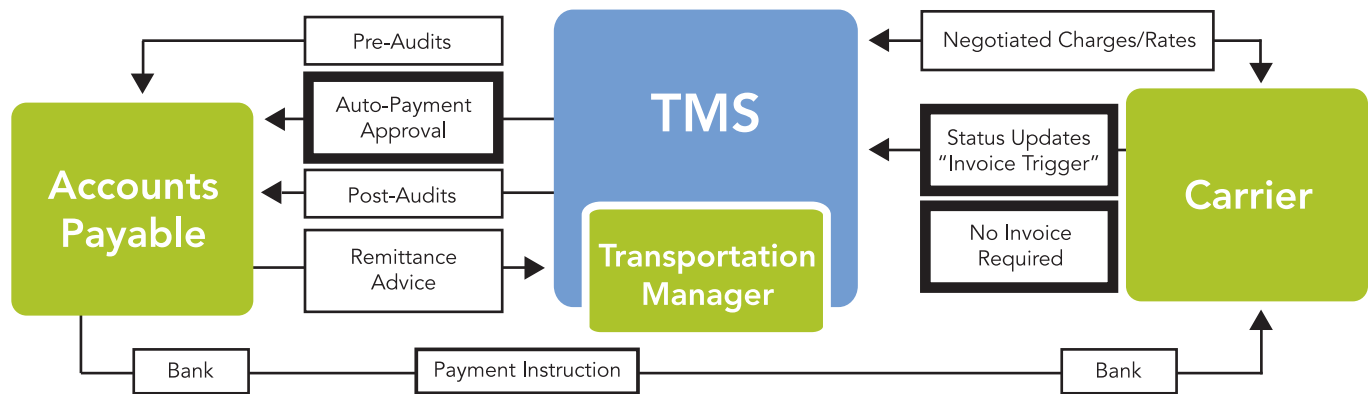 Pre-Audits
Auto-Payment
Approval
Post-Audits
Remittance
Advice
Accounts
Payable
TMS
Transportation
Manager
Negotiated Charges/Rates
Status Updates
“Invoice Trigger”
No Invoice
Required
Carrier
Bank
Payment Instruction
Bank